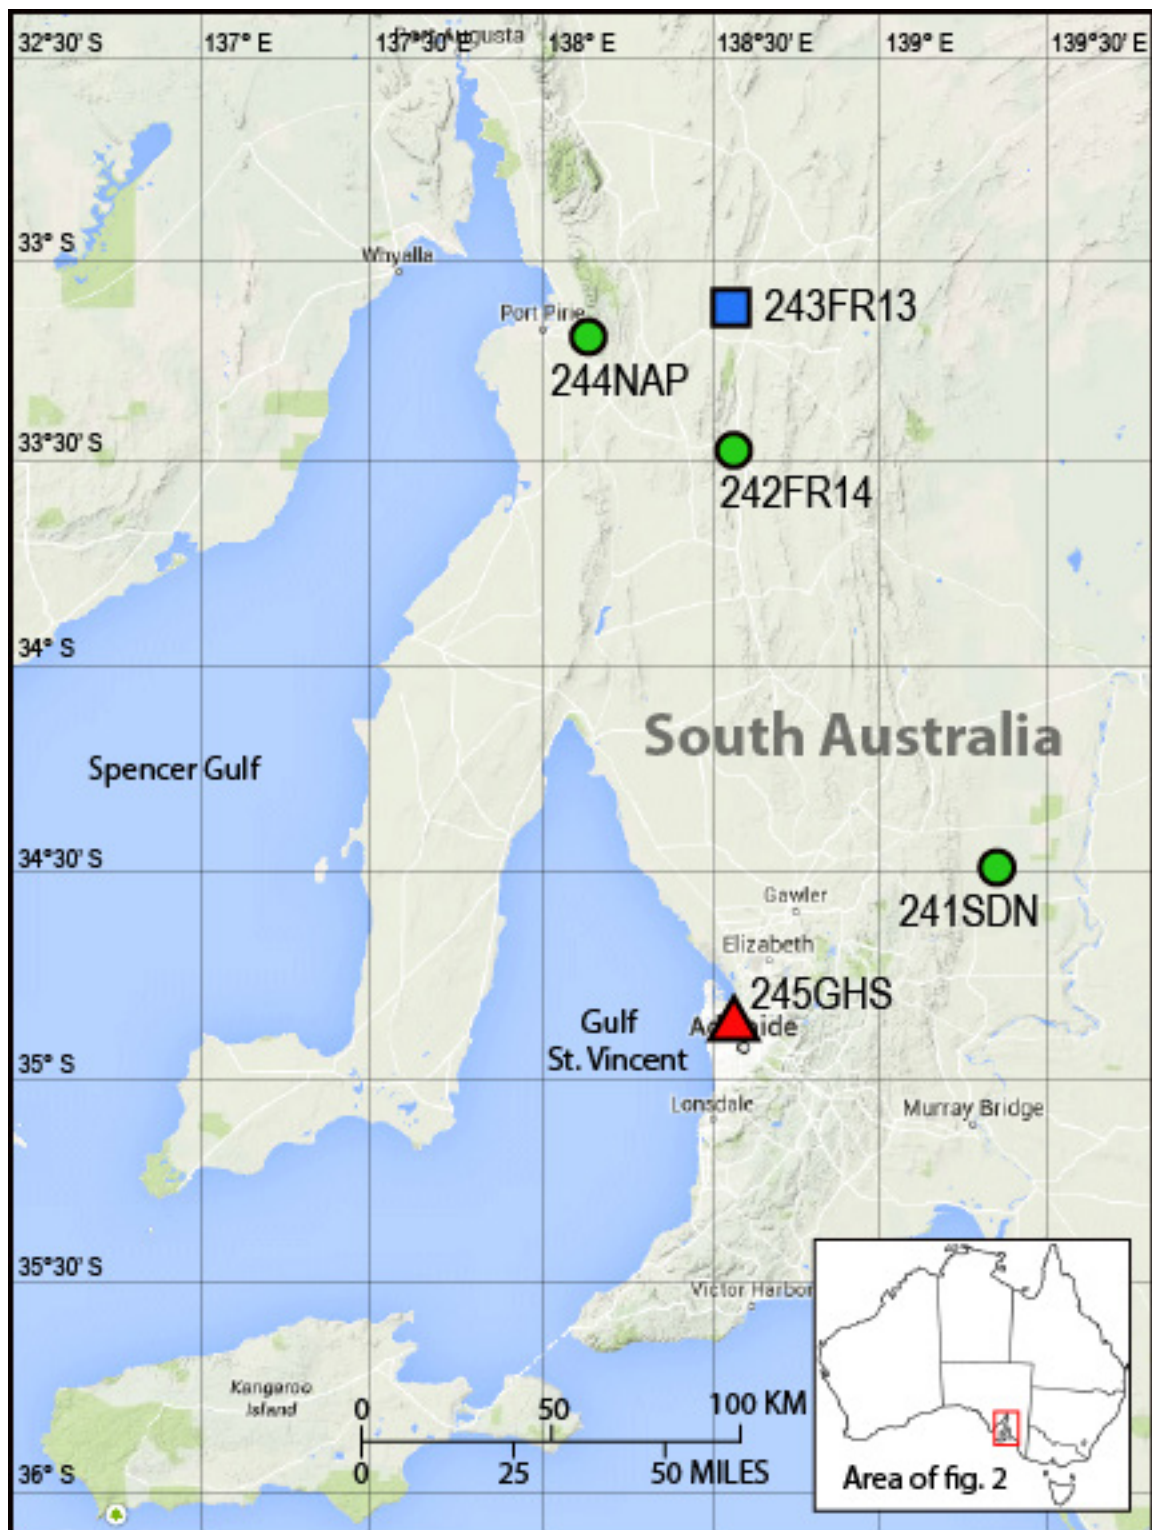 Port Augusta
32°30' S
137° E
137°30' E
138° E
138°30' E
139° E
139°30' E
33° S
Whyalla
Port Pirie
243FR13
244NAP
33°30' S
242FR14
34° S
South Australia
Spencer Gulf
34°30' S
Gawler
241SDN
Elizabeth
245GHS
Gulf
St. Vincent
Adelaide
35° S
Lonsdale
Murray Bridge
35°30' S
Victor Harbor
Kangaroo
Island
0 50 100 KM
0 25 50 MILES
36° S
Area of fig. 2